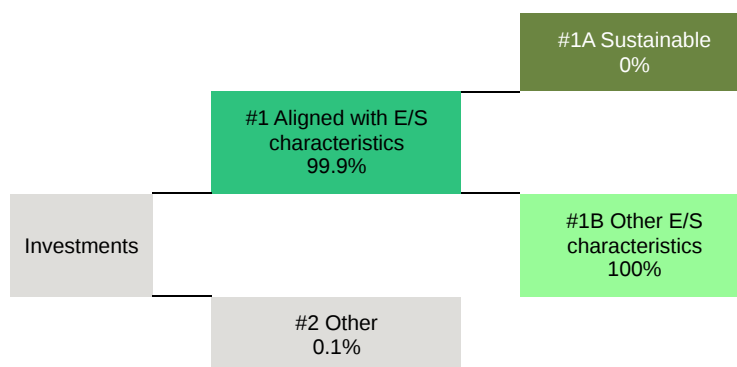 #1A Sustainable
0%
#1 Aligned with E/S
characteristics
99.9%
Investments
#1B Other E/S
characteristics
100%
#2 Other
0.1%